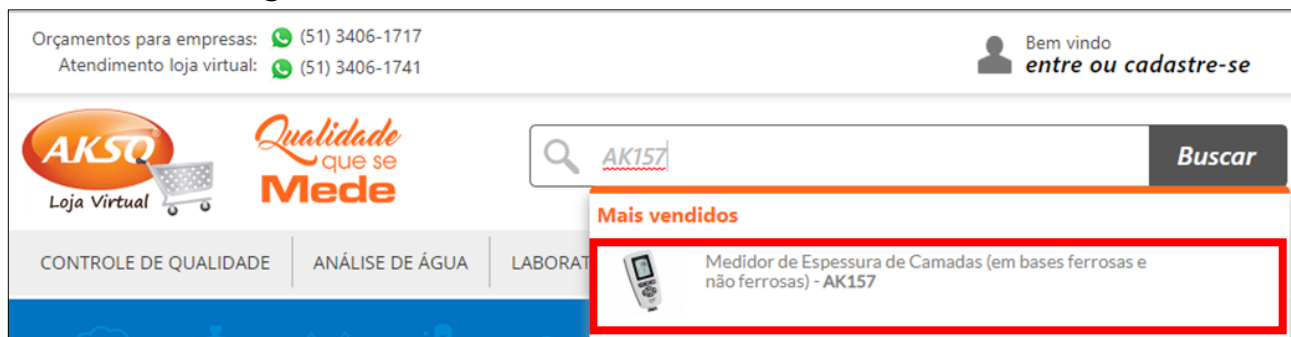 Orçamentos para empresas: (51) 3406-1717
Atendimento loja virtual: (51) 3406-1741
Bem vindo
entre ou cadastre-se
AKSO
Loja Virtual
Qualidade
que se
Mede
AK157
Buscar
Mais vendidos
CONTROLE DE QUALIDADE
ANÁLISE DE ÁGUA
LABORAT
Medidor de Espessura de Camadas (em bases ferrosas e
não ferrosas) - AK157